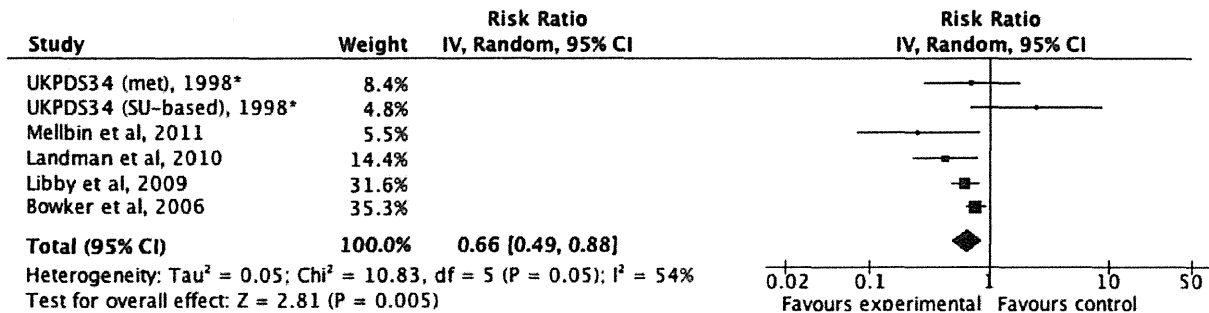 Risk Ratio Risk Ratio
Study Weight IV, Random, 95% CI IV, Random, 95% CI
UKPDS34 (met), 1998* 8.4%
UKPDS34 (SU-based), 1998* 4.8%
Mellbin et al, 2011 5.5%
Landman et al, 2010 14.4%
Libby et al, 2009 31.6%
Bowker et al, 2006 35.3%
Total (95% CI) 100.0% 0.66 [0.49, 0.88]
Heterogeneity: Tau² = 0.05; Chi² = 10.83, df = 5 (P = 0.05); I² = 54%
Test for overall effect: Z = 2.81 (P = 0.005)
0.02 0.1 1 10 50
Favours experimental Favours control